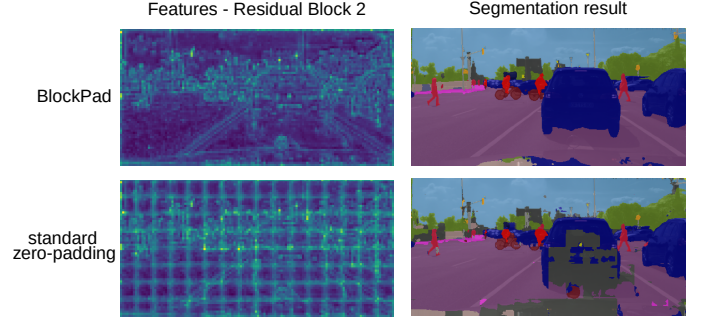 Features - Residual Block 2
Segmentation result
BlockPad
standard
zero-padding